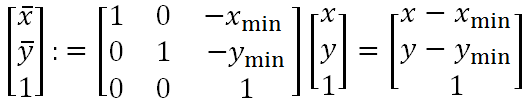 [x̄ ȳ 1] := [1 0 −x_min; 0 1 −y_min; 0 0 1] [x y 1] = [x − x_min; y − y_min; 1]